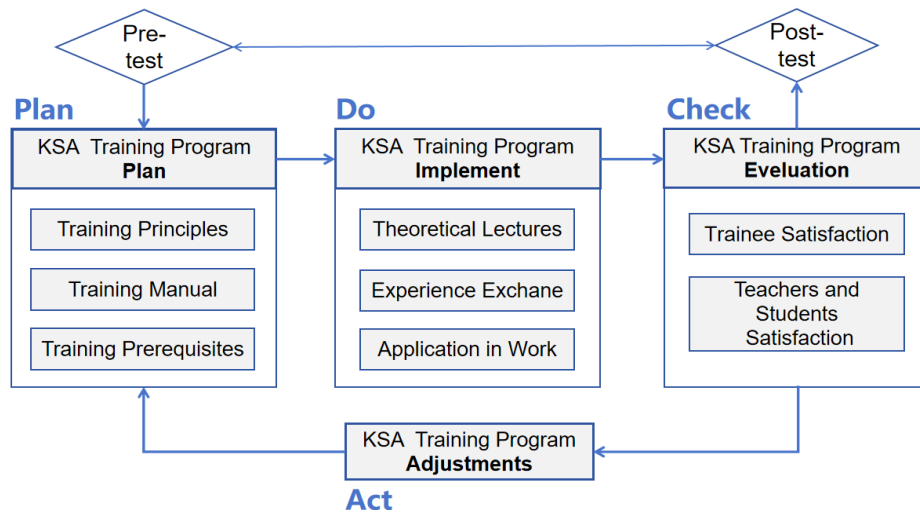 Pre-
test
Post-
test
Plan
Do
Check
KSA Training Program
Plan
KSA Training Program
Implement
KSA Training Program
Eveluation
Training Principles
Training Manual
Training Prerequisites
Theoretical Lectures
Experience Exchane
Application in Work
Trainee Satisfaction
Teachers and
Students
Satisfaction
KSA Training Program
Adjustments
Act